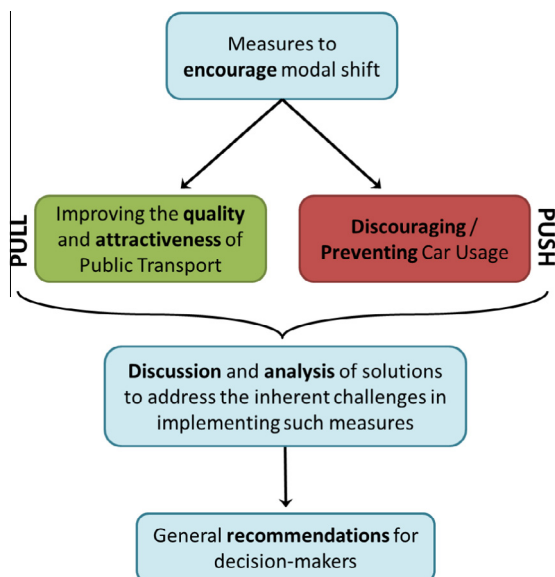 Measures to
encourage modal shift
PULL
Improving the quality
and attractiveness of
Public Transport
Discouraging /
Preventing Car Usage
PUSH
Discussion and analysis of solutions
to address the inherent challenges in
implementing such measures
General recommendations for
decision-makers